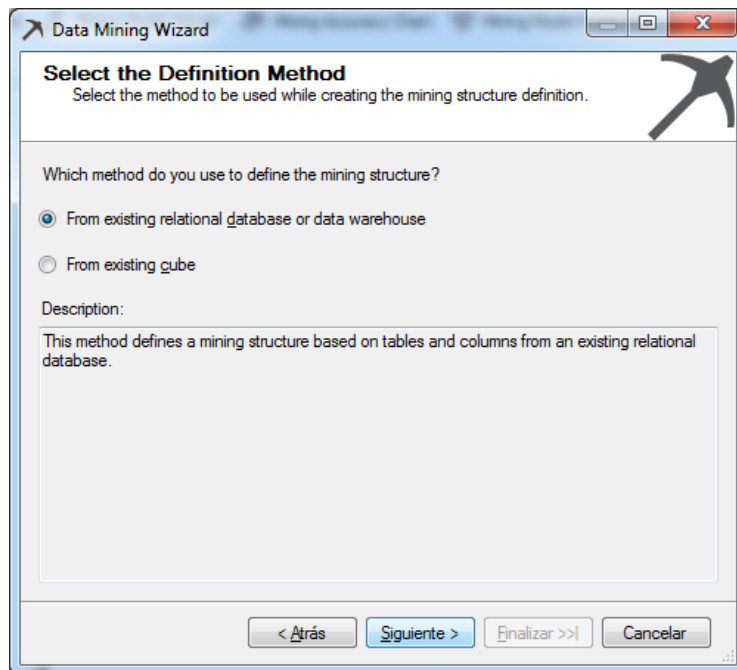 Data Mining Wizard
Mining Accuracy Chart
Select the Definition Method
Select the method to be used while creating the mining structure definition.
Which method do you use to define the mining structure?
From existing relational database or data warehouse
From existing cube
Description:
This method defines a mining structure based on tables and columns from an existing relational
database.
< Atrás
Siguiente >
Finalizar >>|
Cancelar